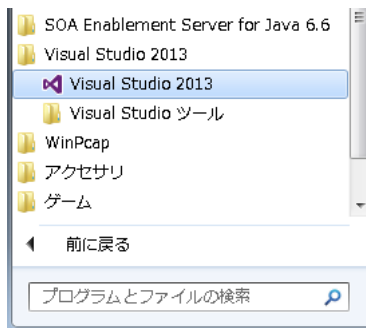 SOA Enablement Server for Java 6.6
Visual Studio 2013
Visual Studio 2013
Visual Studio ツール
WinPcap
アクセサリ
ゲーム
前に戻る
プログラムとファイルの検索